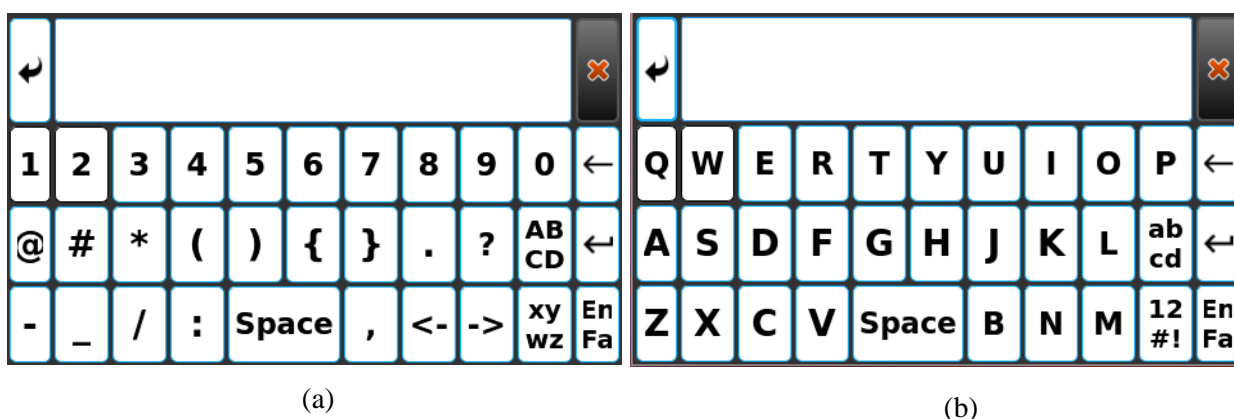 1 2 3 4 5 6 7 8 9 0 ←
@ # * ( ) { } . ? AB CD ↵
- _ / : Space , <- -> xy wz En Fa
(a)
Q W E R T Y U I O P ←
A S D F G H J K L ab cd ↵
Z X C V Space B N M 12 #! En Fa
(b)